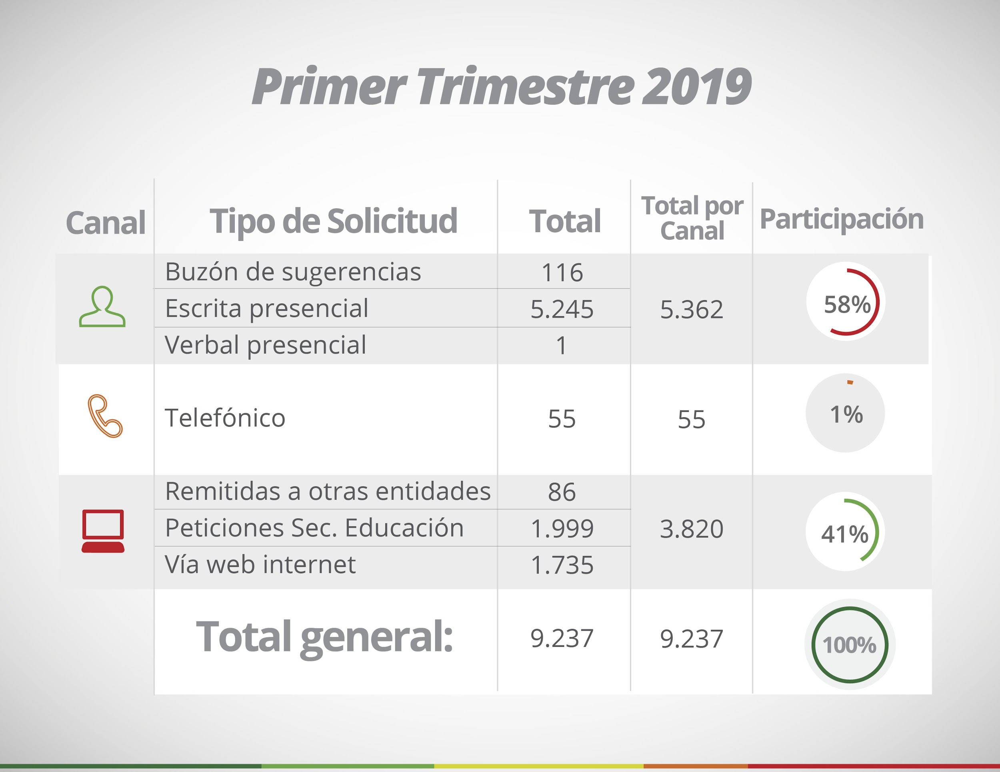 Primer Trimestre 2019
Canal
Tipo de Solicitud
Total
Total por
Canal
Participación
Buzón de sugerencias
116
Escrita presencial
5.245
Verbal presencial
1
5.362
58%
Telefónico
55
55
1%
Remitidas a otras entidades
86
Peticiones Sec. Educación
1.999
Vía web internet
1.735
3.820
41%
Total general:
9.237
9.237
100%